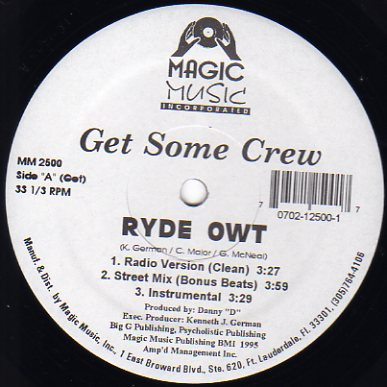 MAGIC
MUSIC
INCORPORATED
Get Some Crew
MM 2500
Side "A" (Get)
33 1/3 RPM
7 0702-12500-1 7
RYDE OWT
(K. German / C. Maior / G. McNeal)
1. Radio Version (Clean) 3:27
2. Street Mix (Bonus Beats) 3:59
3. Instrumental 3:29
Produced by: Danny "D"
Exec. Producer: Kenneth J. German
Big G Publishing, Psycholistic Publishing
Magic Music Publishing BMI 1995
Amp'd Management Inc.
Manuf. & Dist. by Magic Music, Inc., 1 East Broward Blvd., Ste. 620, Ft. Lauderdale, Fl. 33301, (305)764-4106